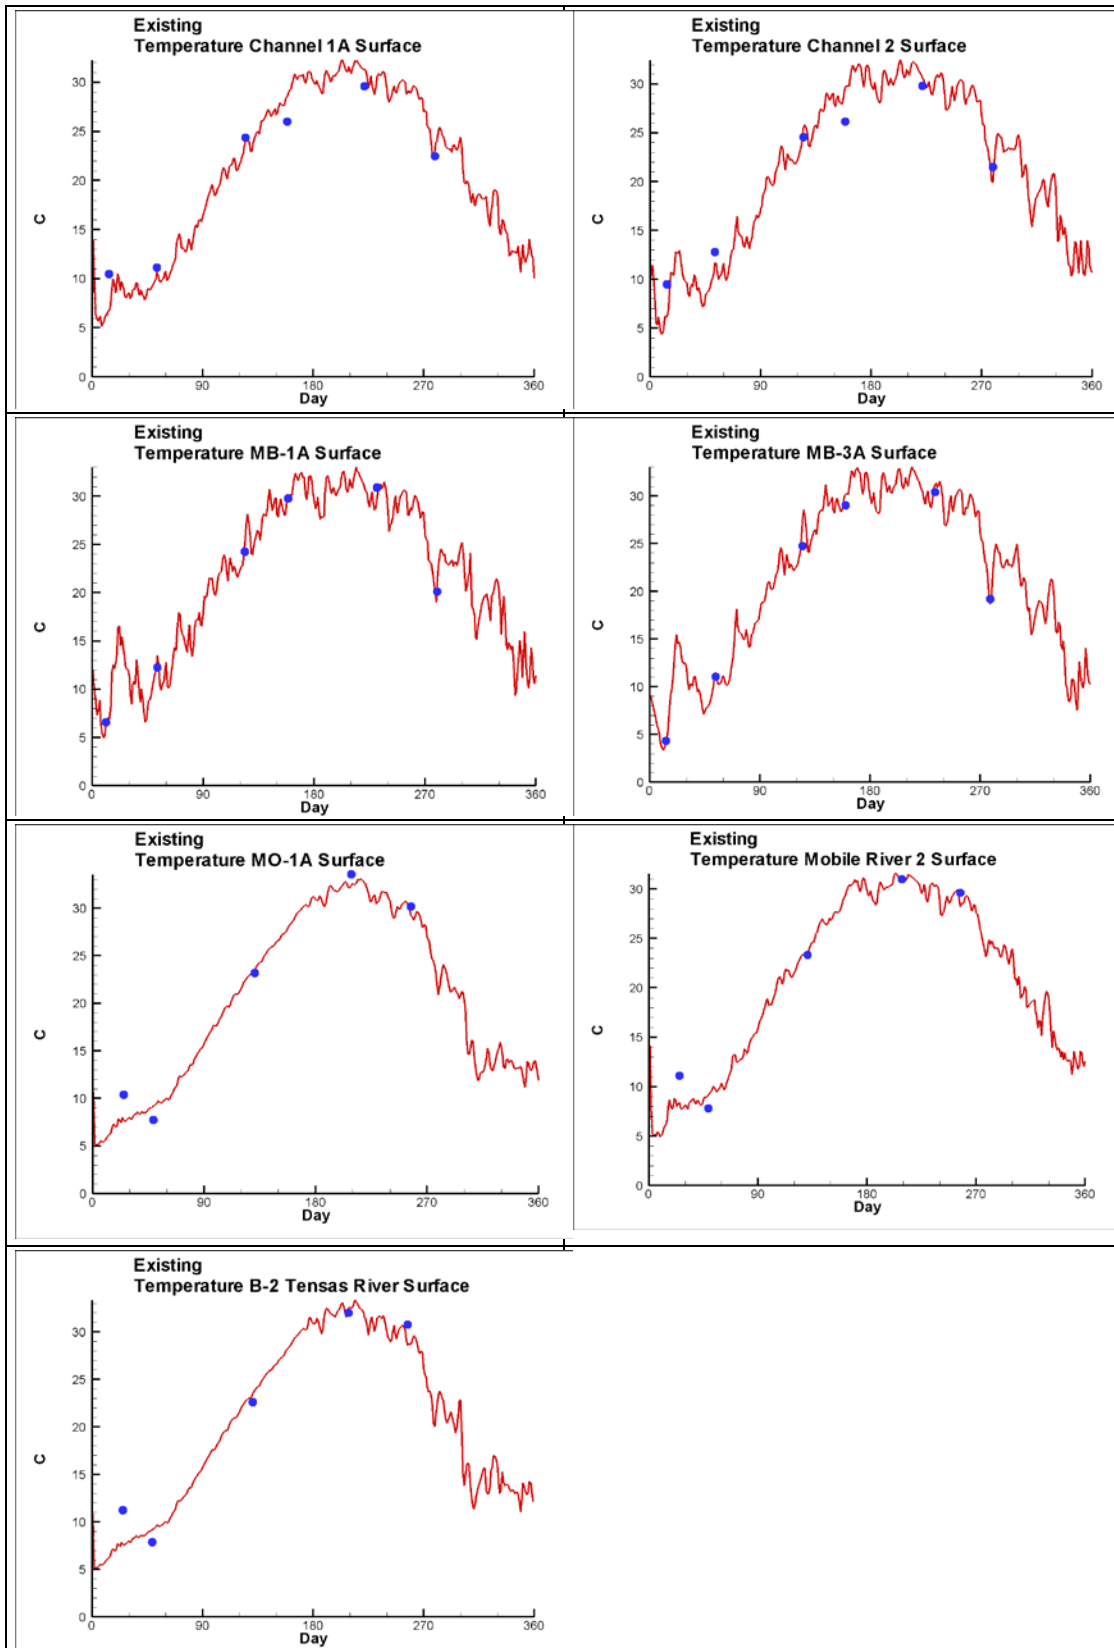 Existing
Temperature Channel 1A Surface
30
25
20
15
10
5
0
C
0 90 180 270 360
Day
Existing
Temperature Channel 2 Surface
30
25
20
15
10
5
0
C
0 90 180 270 360
Day
Existing
Temperature MB-1A Surface
30
25
20
15
10
5
0
C
0 90 180 270 360
Day
Existing
Temperature MB-3A Surface
30
25
20
15
10
5
0
C
0 90 180 270 360
Day
Existing
Temperature MO-1A Surface
30
25
20
15
10
5
0
C
0 90 180 270 360
Day
Existing
Temperature Mobile River 2 Surface
30
25
20
15
10
5
0
C
0 90 180 270 360
Day
Existing
Temperature B-2 Tensas River Surface
30
25
20
15
10
5
0
C
0 90 180 270 360
Day